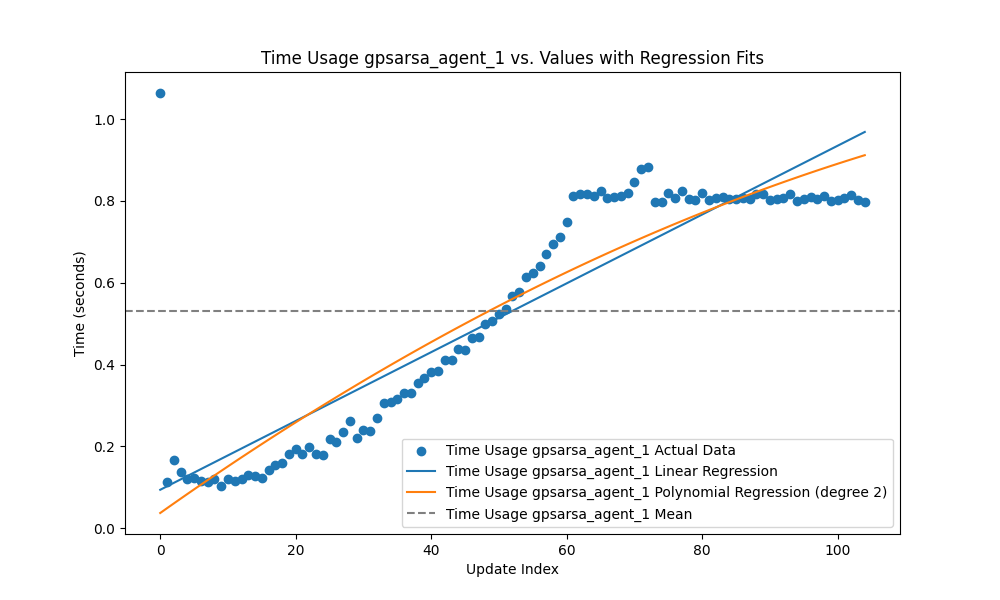 Time Usage gpsarsa_agent_1 vs. Values with Regression Fits
1.0
0.8
0.6
0.4
0.2
0.0
Time (seconds)
0
20
40
60
80
100
Update Index
Time Usage gpsarsa_agent_1 Actual Data
Time Usage gpsarsa_agent_1 Linear Regression
Time Usage gpsarsa_agent_1 Polynomial Regression (degree 2)
Time Usage gpsarsa_agent_1 Mean